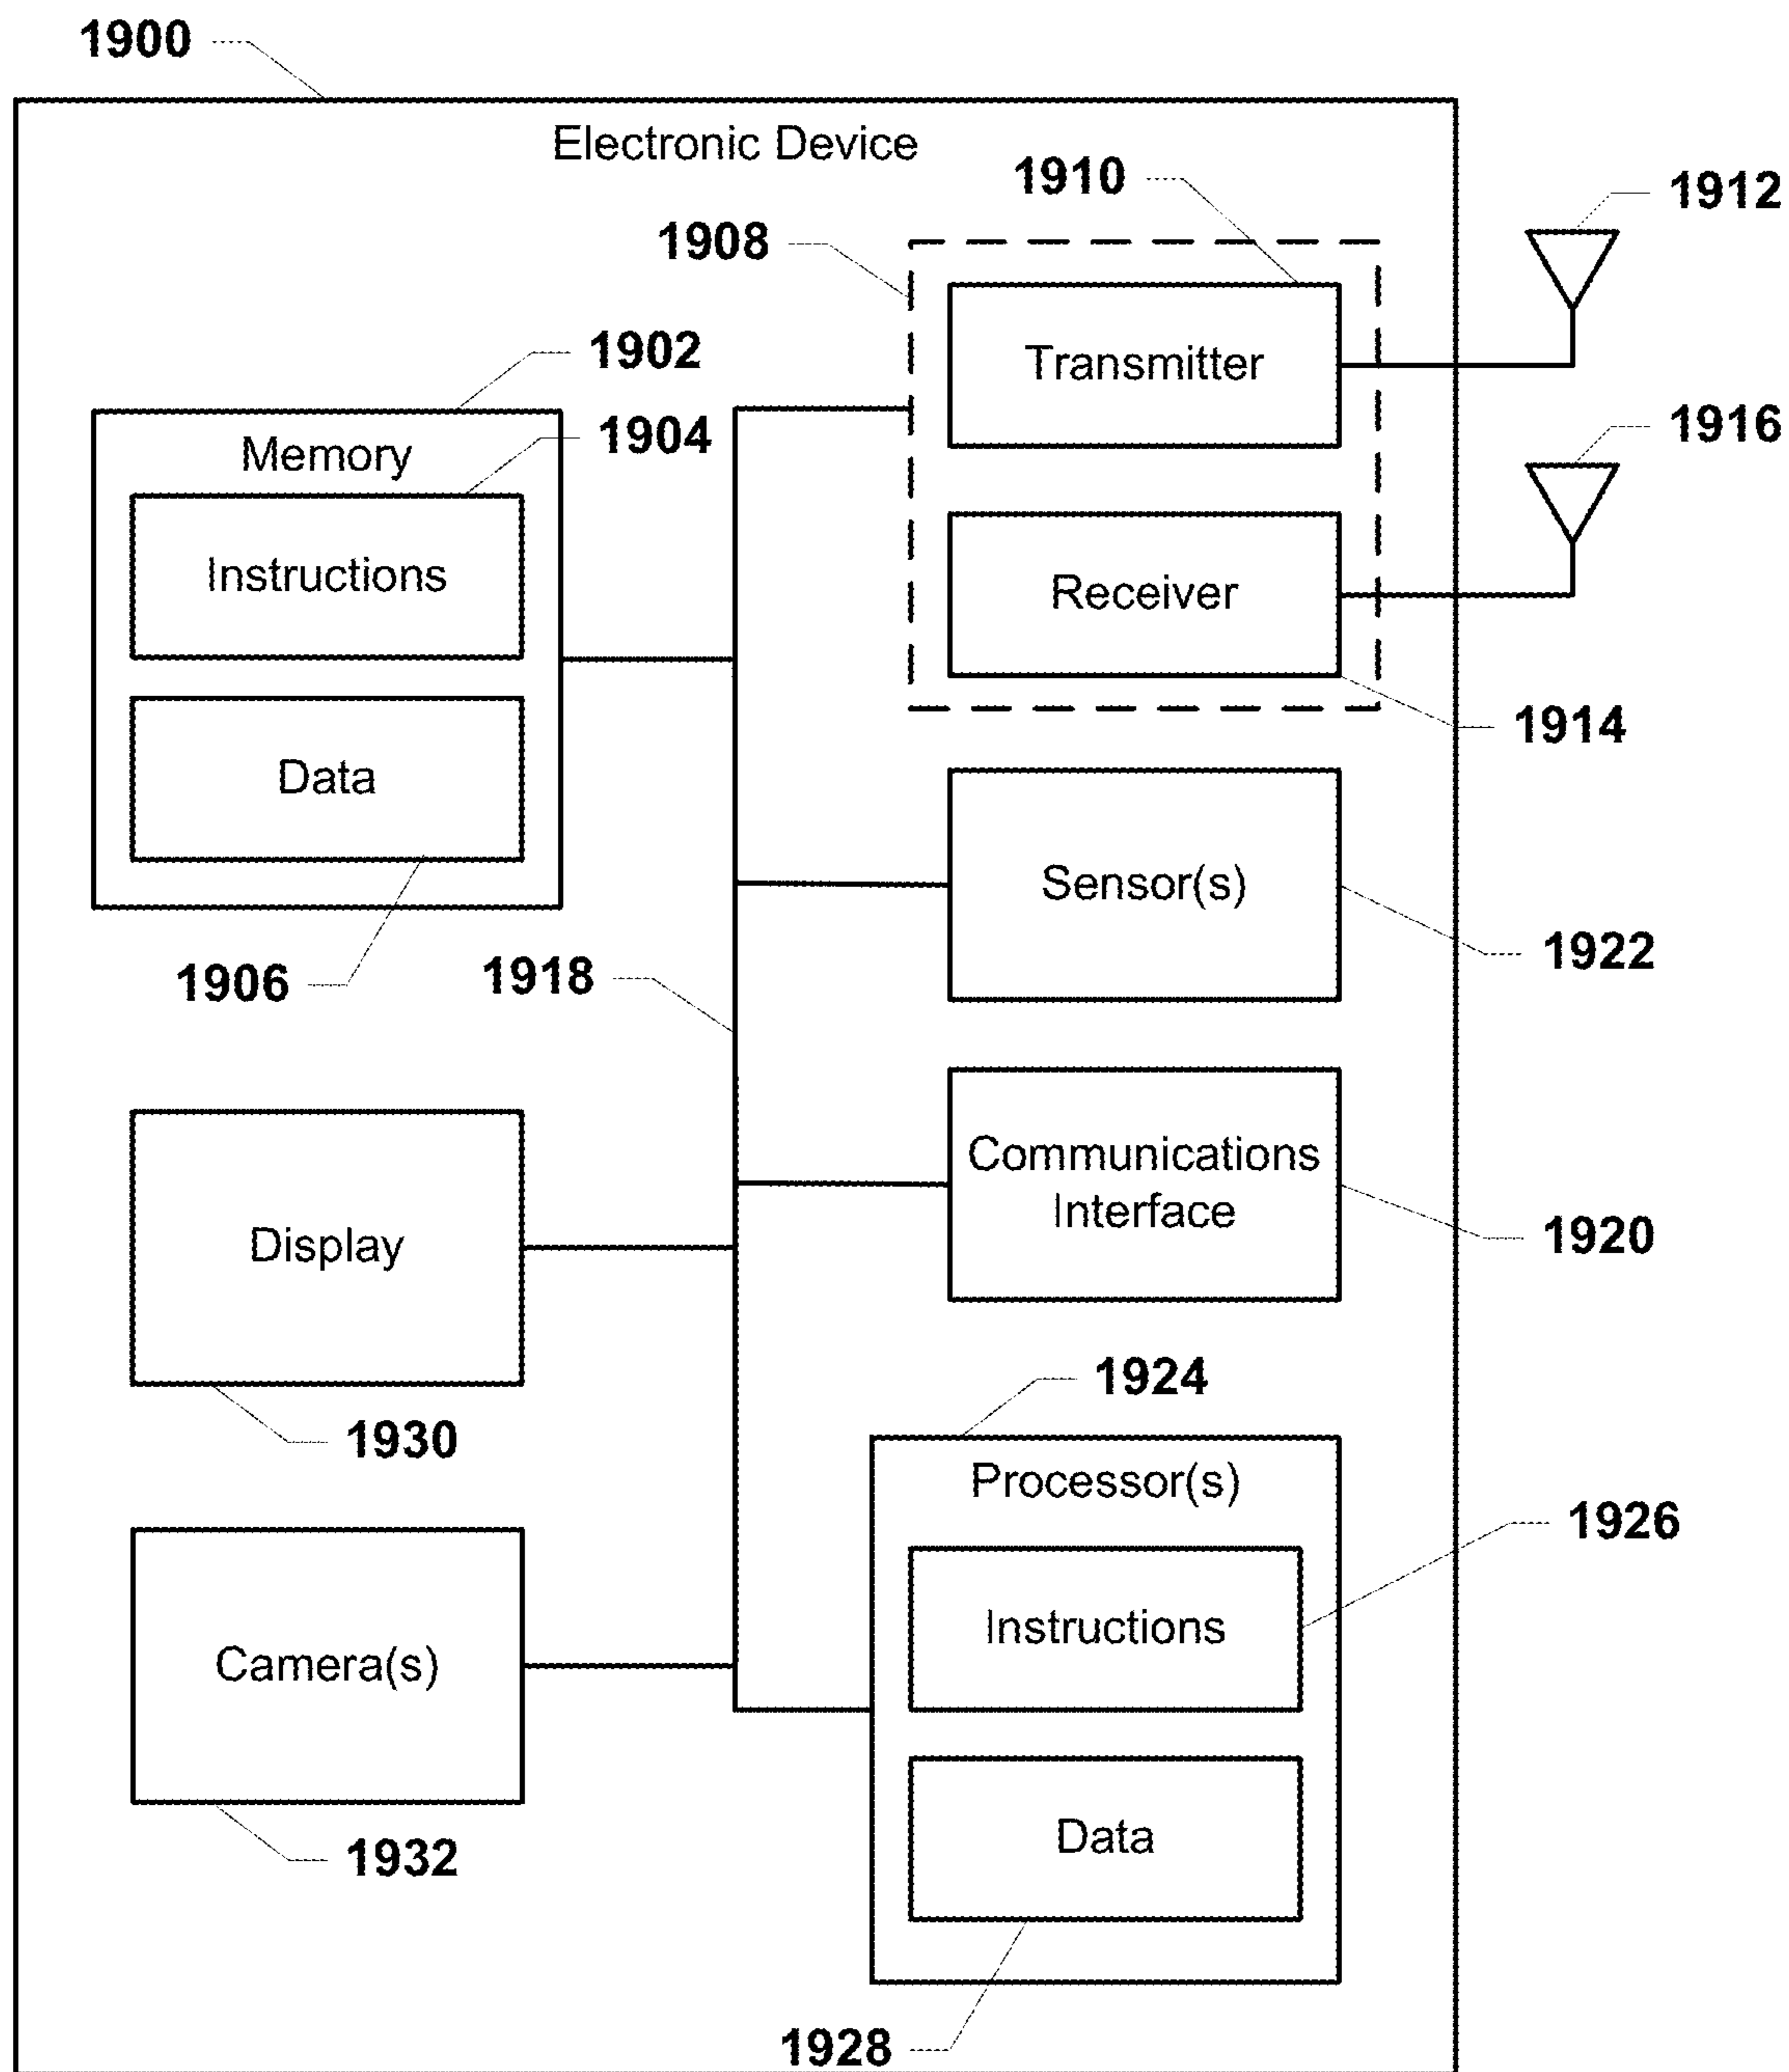 1900
Electronic Device
1910
1912
1908
Transmitter
1902
1904
1916
Memory
Instructions
Receiver
1914
Data
Sensor(s)
1906
1918
1922
Communications
Interface
1920
Display
1924
1930
Processor(s)
1926
Instructions
Camera(s)
Data
1932
1928